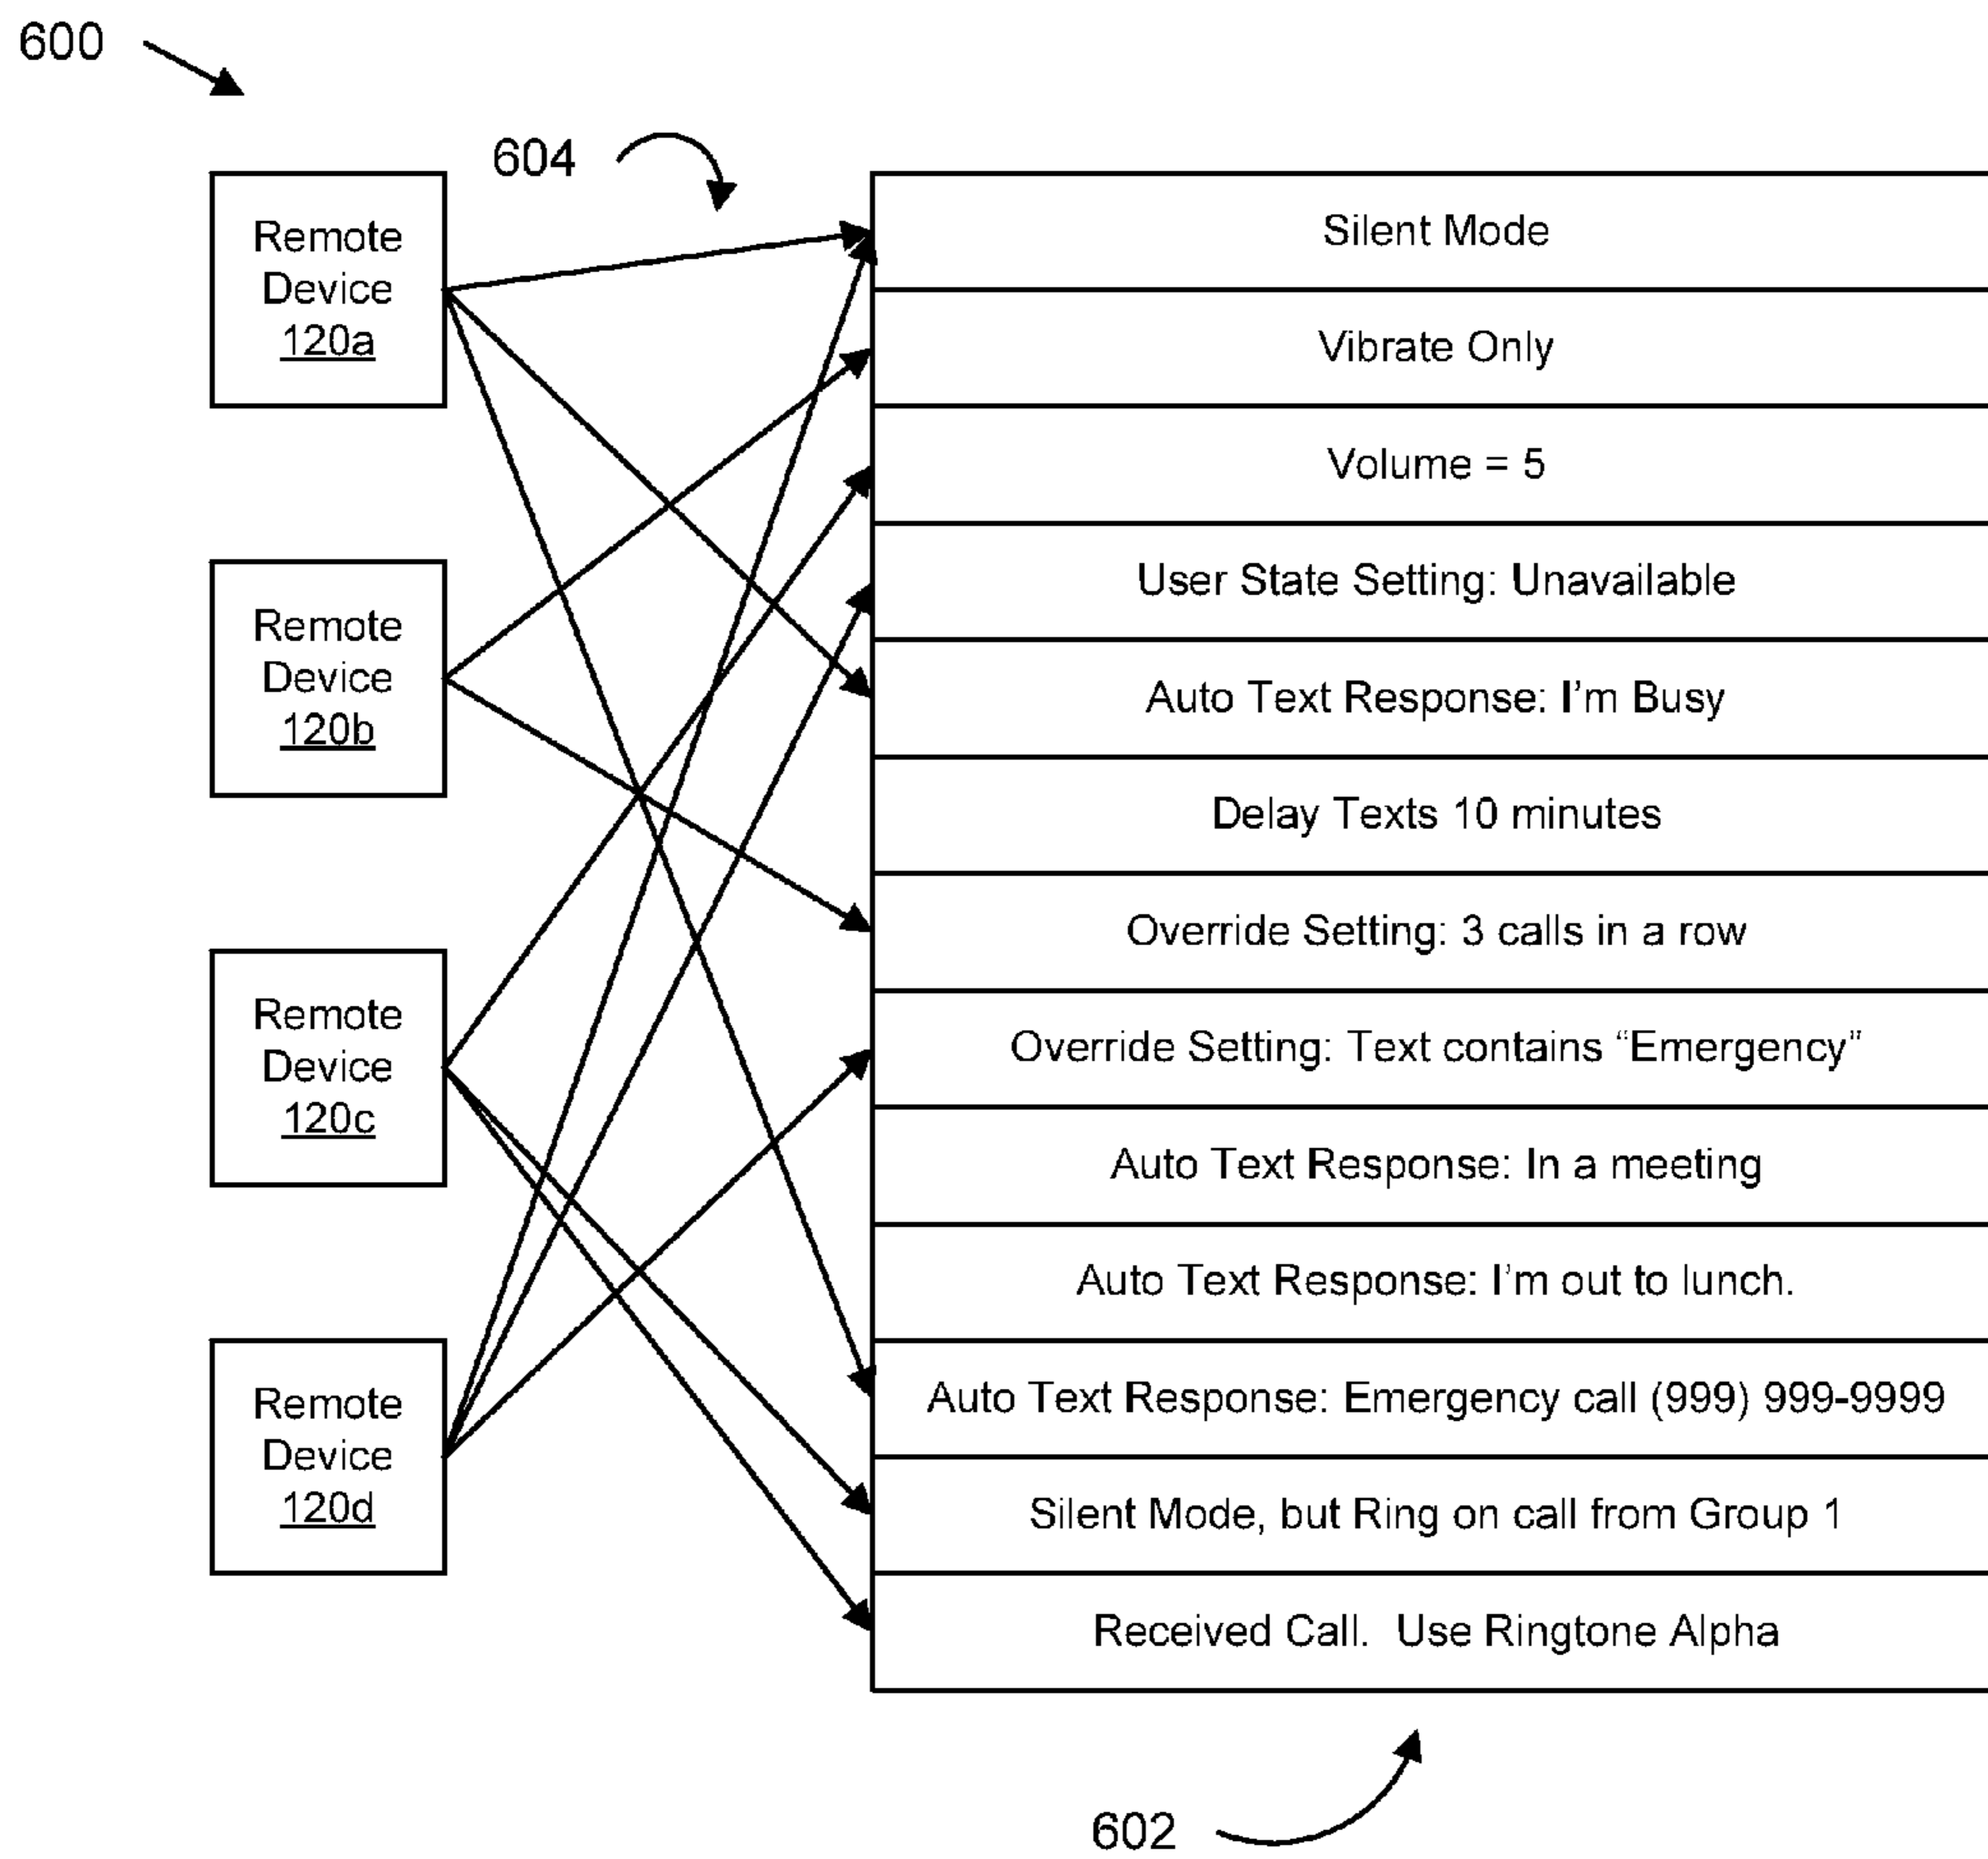 600
604
Remote
Device
120a
Remote
Device
120b
Remote
Device
120c
Remote
Device
120d
Silent Mode
Vibrate Only
Volume = 5
User State Setting: Unavailable
Auto Text Response: I’m Busy
Delay Texts 10 minutes
Override Setting: 3 calls in a row
Override Setting: Text contains “Emergency”
Auto Text Response: In a meeting
Auto Text Response: I’m out to lunch.
Auto Text Response: Emergency call (999) 999-9999
Silent Mode, but Ring on call from Group 1
Received Call.  Use Ringtone Alpha
602